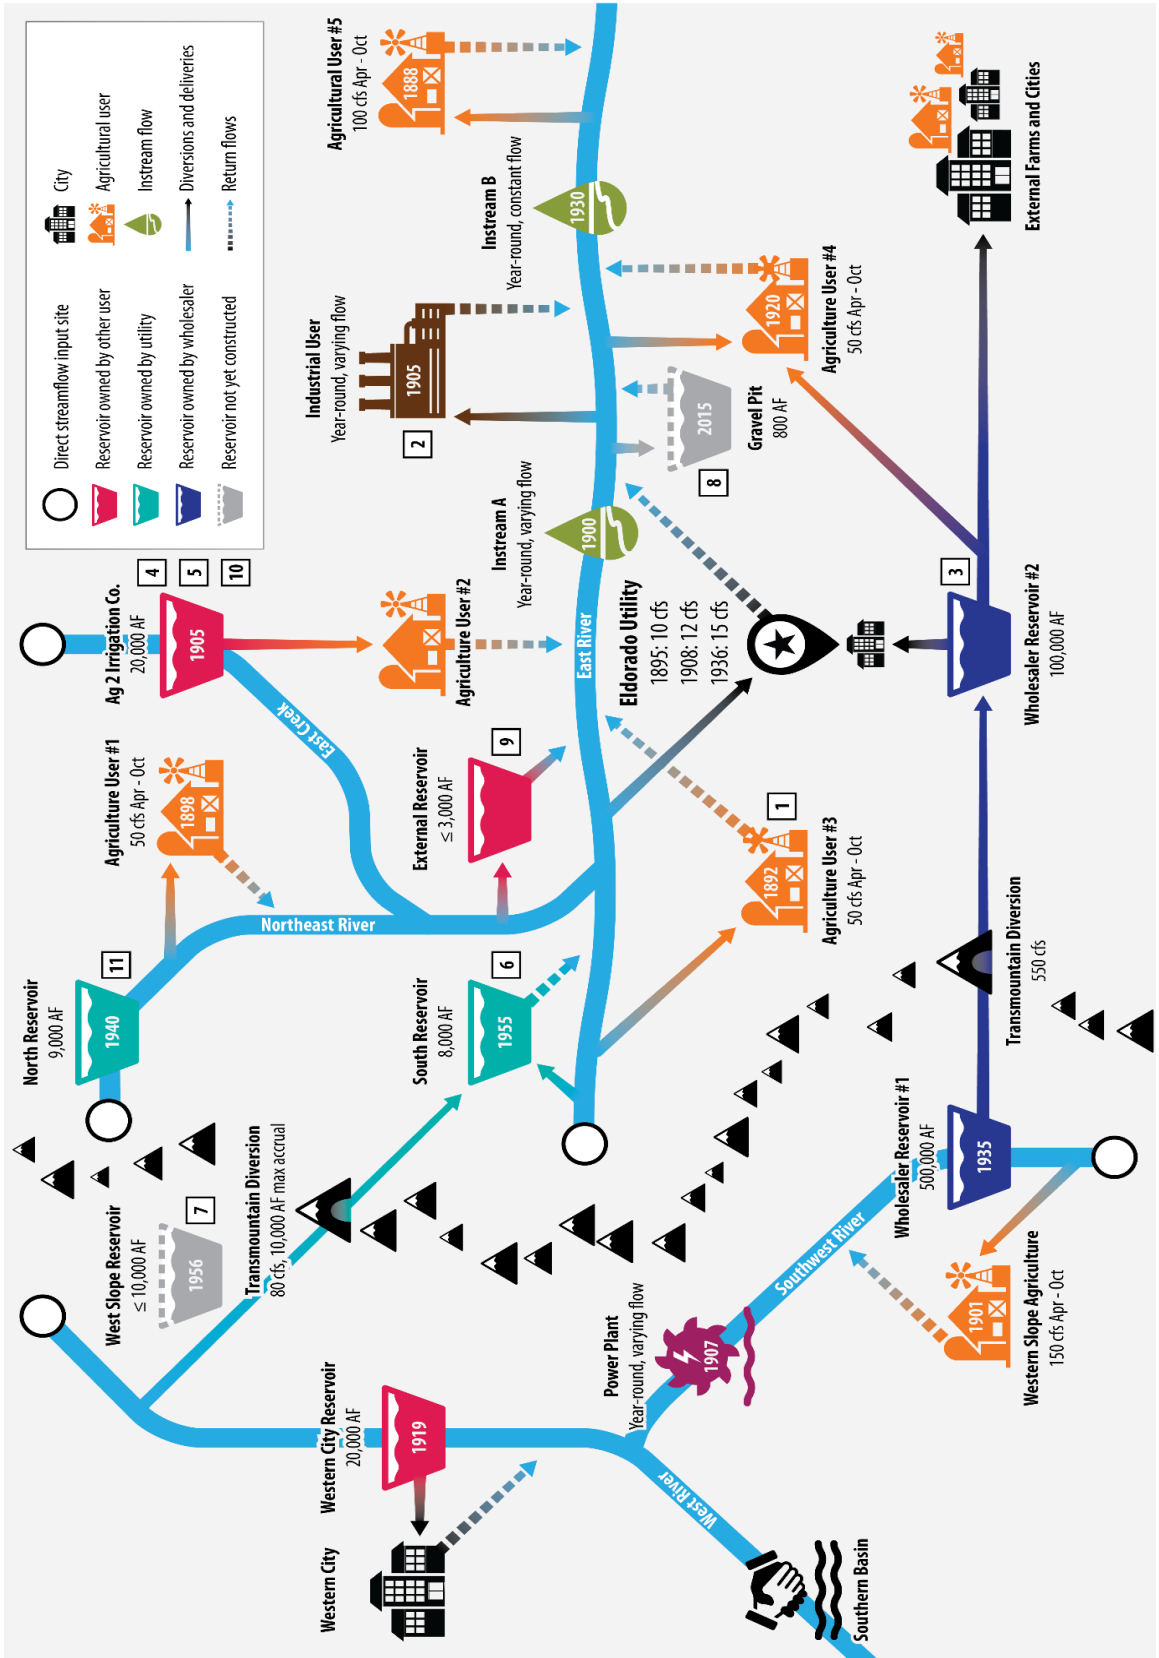 West Slope Reservoir
≤ 10,000 AF
1956
7
Transmountain Diversion
80 cfs, 10,000 AF max accrual
Western City Reservoir
20,000 AF
1919
Western City
Power Plant
Year-round, varying flow
1907
West River
Southwest River
Southern Basin
Western Slope Agriculture
150 cfs Apr - Oct
1901
Wholesaler Reservoir #1
500,000 AF
1935
Transmountain Diversion
550 cfs
North Reservoir
9,000 AF
1940
11
Agriculture User #1
50 cfs Apr - Oct
1898
Northeast River
East Creek
Ag 2 Irrigation Co.
20,000 AF
1905
4
5
10
South Reservoir
8,000 AF
1955
6
External Reservoir
≤ 3,000 AF
9
Agriculture User #2
East River
Agriculture User #3
50 cfs Apr - Oct
1892
1
Eldorado Utility
1895: 10 cfs
1908: 12 cfs
1936: 15 cfs
Wholesaler Reservoir #2
100,000 AF
3
Instream A
Year-round, varying flow
1900
Industrial User
Year-round, varying flow
1905
2
Gravel Pit
800 AF
2015
8
Agriculture User #4
50 cfs Apr - Oct
1920
Instream B
Year-round, constant flow
1930
Agricultural User #5
100 cfs Apr - Oct
1888
External Farms and Cities
Direct streamflow input site
Reservoir owned by other user
Reservoir owned by utility
Reservoir owned by wholesaler
Reservoir not yet constructed
City
Agricultural user
Instream flow
Diversions and deliveries
Return flows